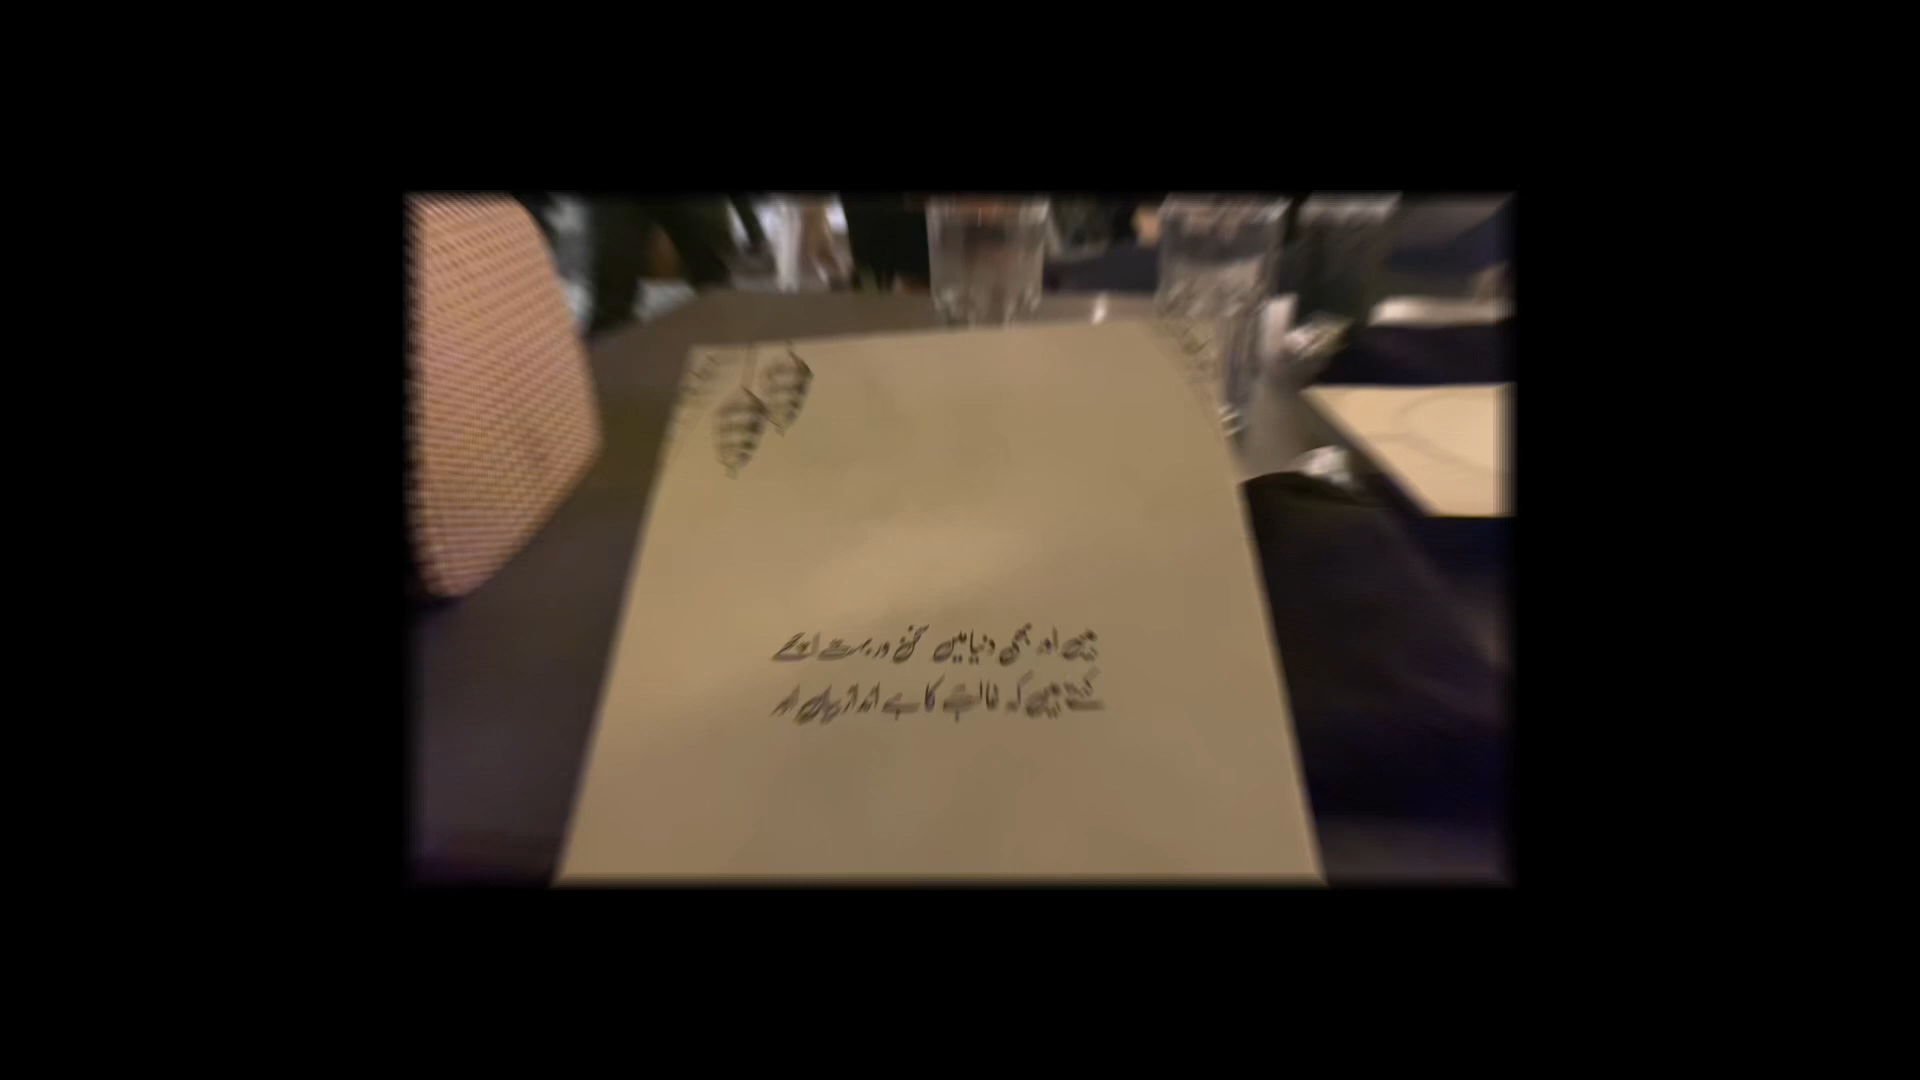 ہیں اور بھی دنیا میں سخن ور بہت اچھے
کہتے ہیں کہ غالبؔ کا ہے انداز بیاں اور